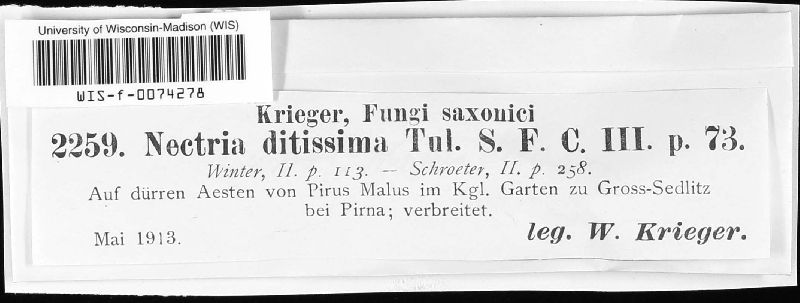 University of Wisconsin-Madison (WIS)
WIS-f-0074278
Krieger, Fungi saxonici
2259. Nectria ditissima Tul. S. F. C. III. p. 73.
Winter, II. p. 113. — Schroeter, II. p. 258.
Auf dürren Aesten von Pirus Malus im Kgl. Garten zu Gross-Sedlitz
bei Pirna; verbreitet.
Mai 1913.
leg. W. Krieger.